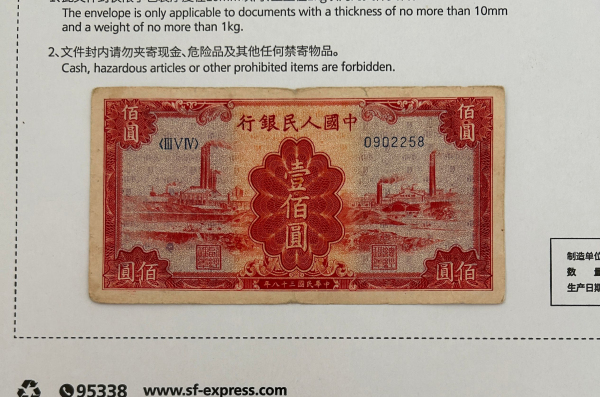 The envelope is only applicable to documents with a thickness of no more than 10mm
and a weight of no more than 1kg.
2、文件封内请勿夹寄现金、危险品及其他任何禁寄物品。
Cash, hazardous articles or other prohibited items are forbidden.
佰圓
行銀民人國中
佰圓
(ⅢⅤⅣ)
0902258
壹佰圓
圓佰
年八十三國民華中
圓佰
制造单位
数 量
生产日期
95338 www.sf-express.com